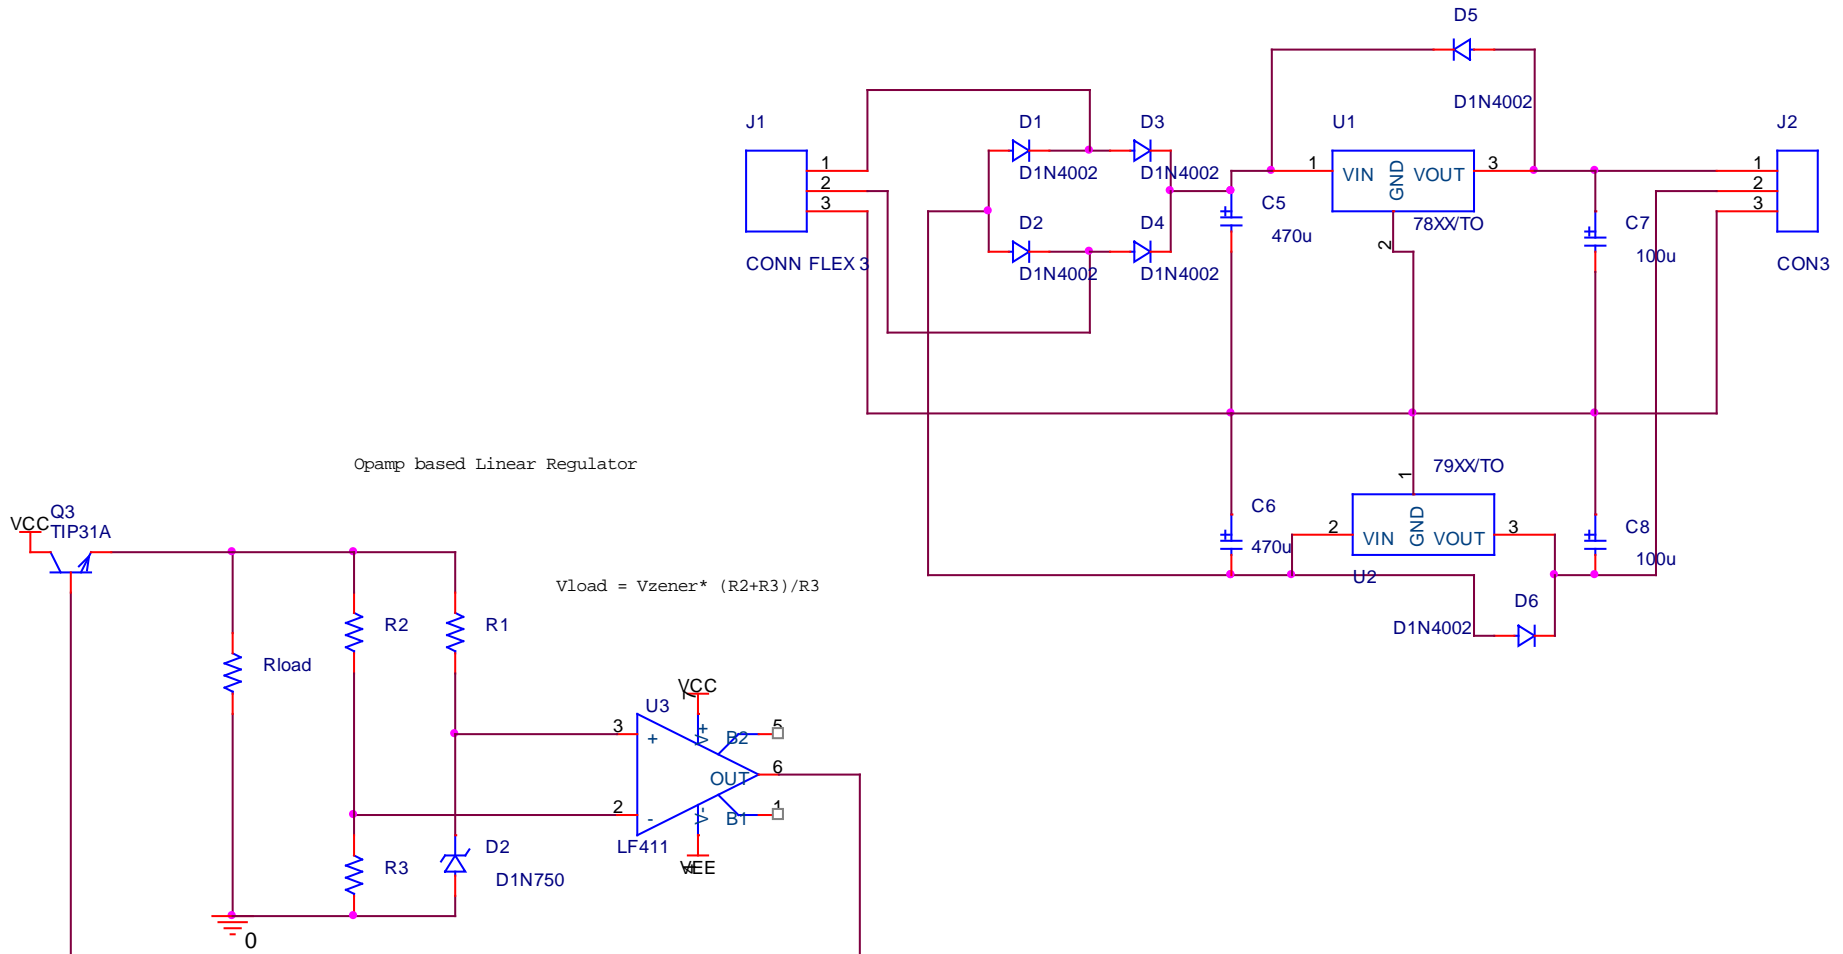 D5
D1N4002
J1
D1
D3
U1
J2
1
2
3
D1N4002
D1N4002
1
VIN
GND
VOUT
3
1
2
3
C5
470u
2
78XX/TO
C7
100u
D2
D4
CONN FLEX 3
D1N4002
D1N4002
CON3
Opamp based Linear Regulator
79XX/TO
1
Q3
VCC
TIP31A
C6
470u
2
VIN
GND
VOUT
3
C8
100u
U2
Vload = Vzener* (R2+R3)/R3
D6
D1N4002
R2
R1
Rload
VCC
U3
3
+
V+
B2
5
OUT
6
2
-
V-
B1
1
LF411
VEE
D2
D1N750
R3
0